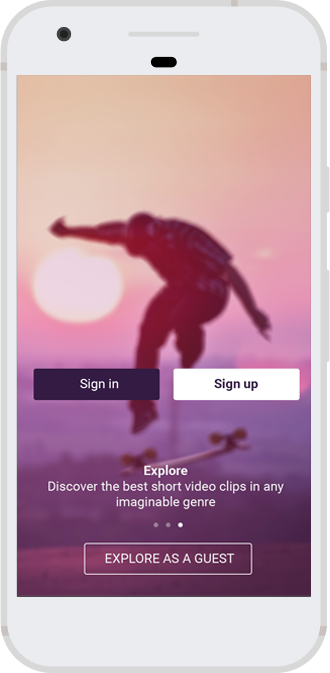 Sign in
Sign up
Explore
Discover the best short video clips in any
imaginable genre
EXPLORE AS A GUEST